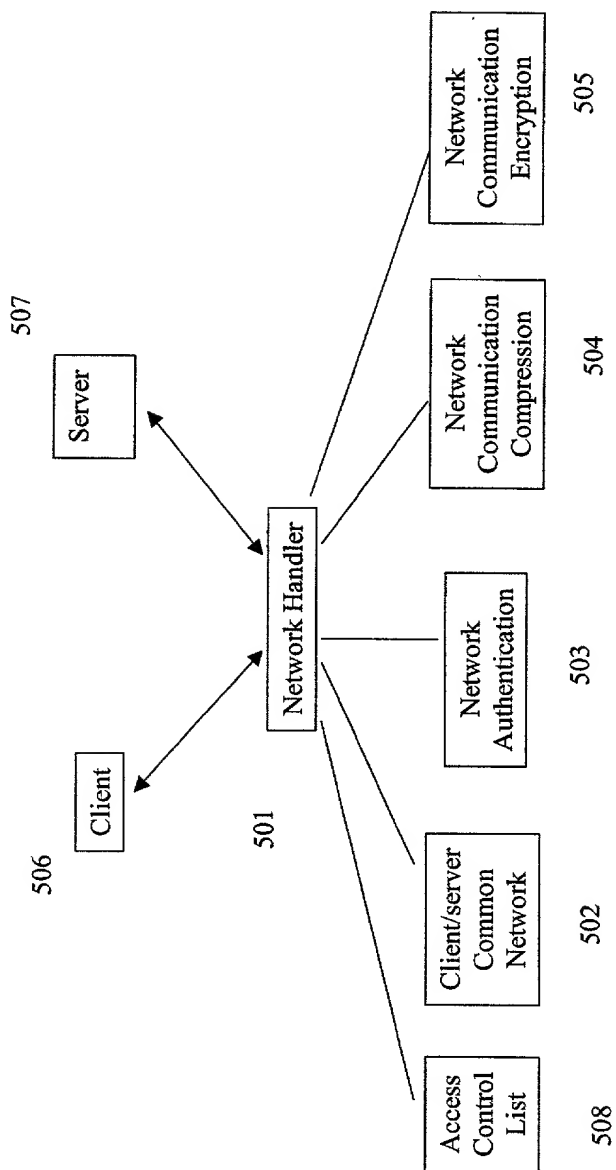 507
Server
506
Client
501
Network Handler
Access
Control
List
508
Client/server
Common
Network
502
Network
Authentication
503
Network
Communication
Compression
504
Network
Communication
Encryption
505